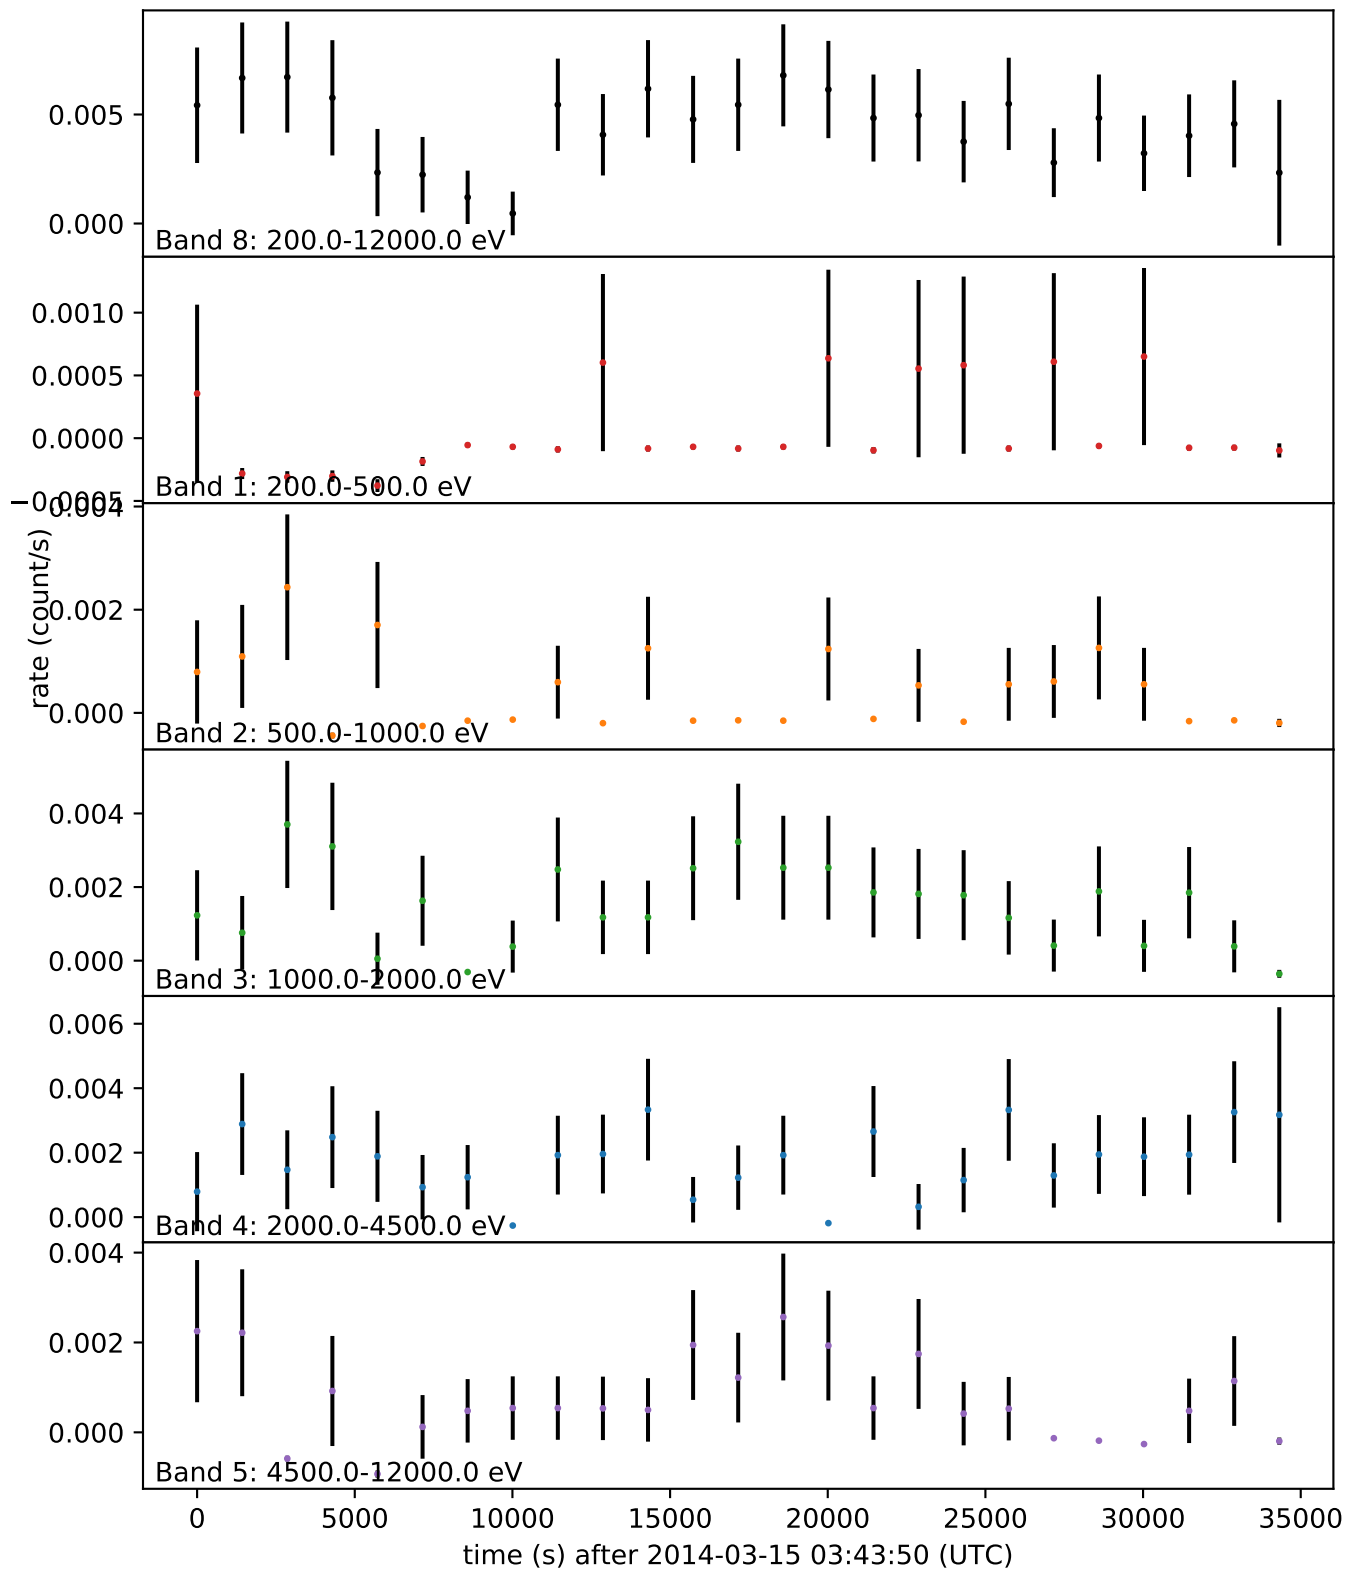 0.005
0.000
Band 8: 200.0-12000.0 eV
0.0010
0.0005
0.0000
−0.0005
Band 1: 200.0-500.0 eV
0.004
0.002
0.000
Band 2: 500.0-1000.0 eV
rate (count/s)
0.004
0.002
0.000
Band 3: 1000.0-2000.0 eV
0.006
0.004
0.002
0.000
Band 4: 2000.0-4500.0 eV
0.004
0.002
0.000
Band 5: 4500.0-12000.0 eV
0 5000 10000 15000 20000 25000 30000 35000
time (s) after 2014-03-15 03:43:50 (UTC)